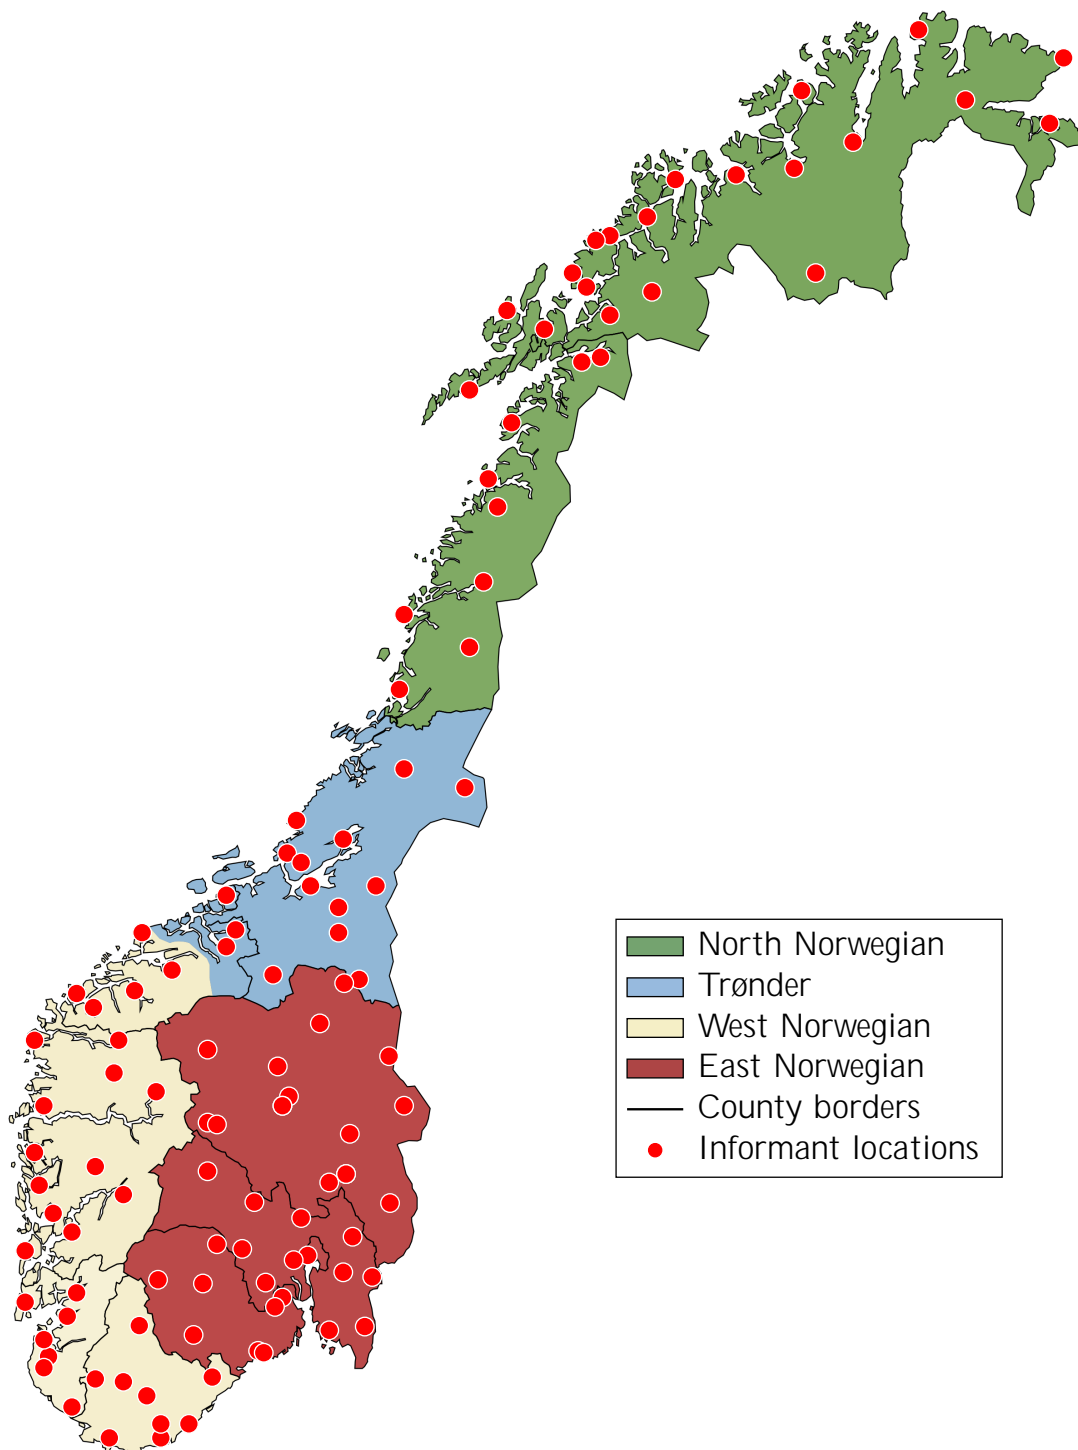 North Norwegian
Trønder
West Norwegian
East Norwegian
County borders
Informant locations